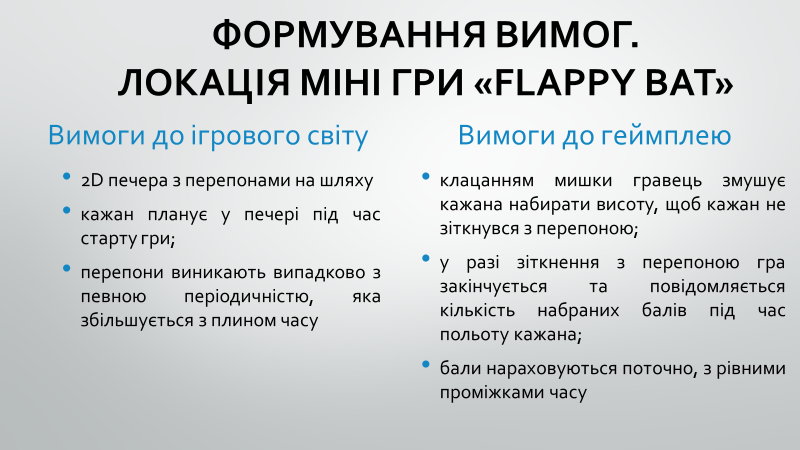 ФОРМУВАННЯ ВИМОГ.
ЛОКАЦІЯ МІНІ ГРИ «FLAPPY BAT»
Вимоги до ігрового світу
• 2D печера з перепонами на шляху
• кажан планує у печері під час
старту гри;
• перепони виникають випадково з
певною періодичністю, яка
збільшується з плином часу
Вимоги до геймплею
• клацанням мишки гравець змушує
кажана набирати висоту, щоб кажан не
зіткнувся з перепоною;
• у разі зіткнення з перепоною гра
закінчується та повідомляється
кількість набраних балів під час
польоту кажана;
• бали нараховуються поточно, з рівними
проміжками часу